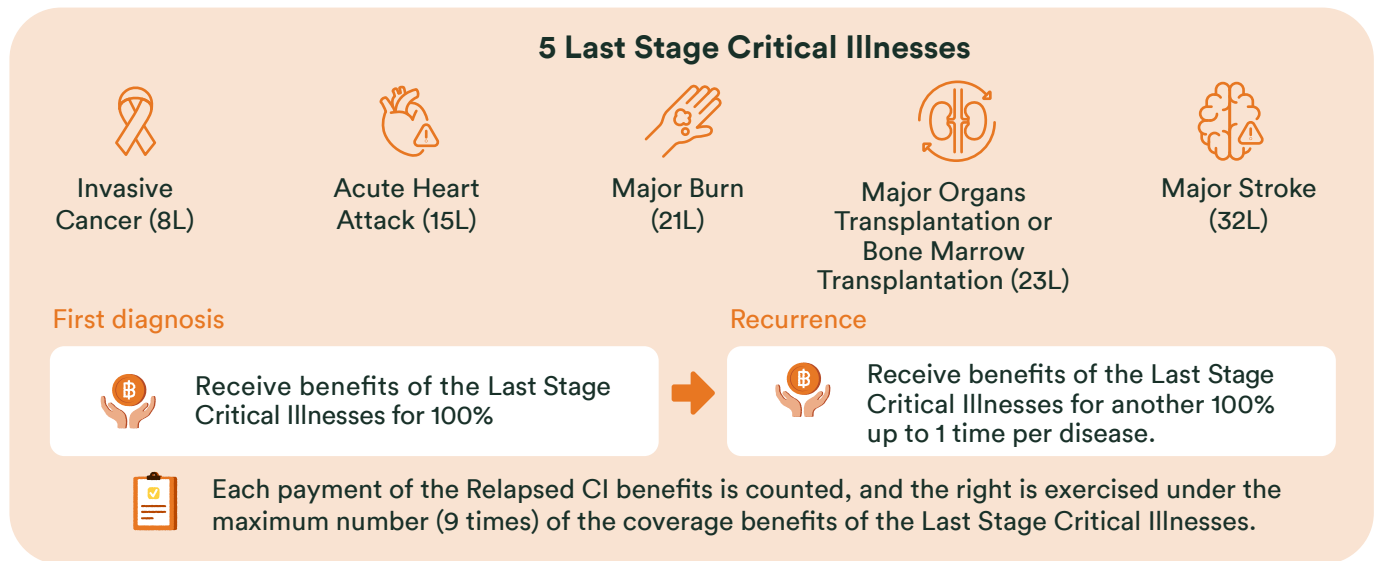 5 Last Stage Critical Illnesses
Invasive
Cancer (8L)
Acute Heart
Attack (15L)
Major Burn
(21L)
Major Organs
Transplantation or
Bone Marrow
Transplantation (23L)
Major Stroke
(32L)
First diagnosis
฿
Receive benefits of the Last Stage
Critical Illnesses for 100%
Recurrence
฿
Receive benefits of the Last Stage
Critical Illnesses for another 100%
up to 1 time per disease.
Each payment of the Relapsed CI benefits is counted, and the right is exercised under the
maximum number (9 times) of the coverage benefits of the Last Stage Critical Illnesses.